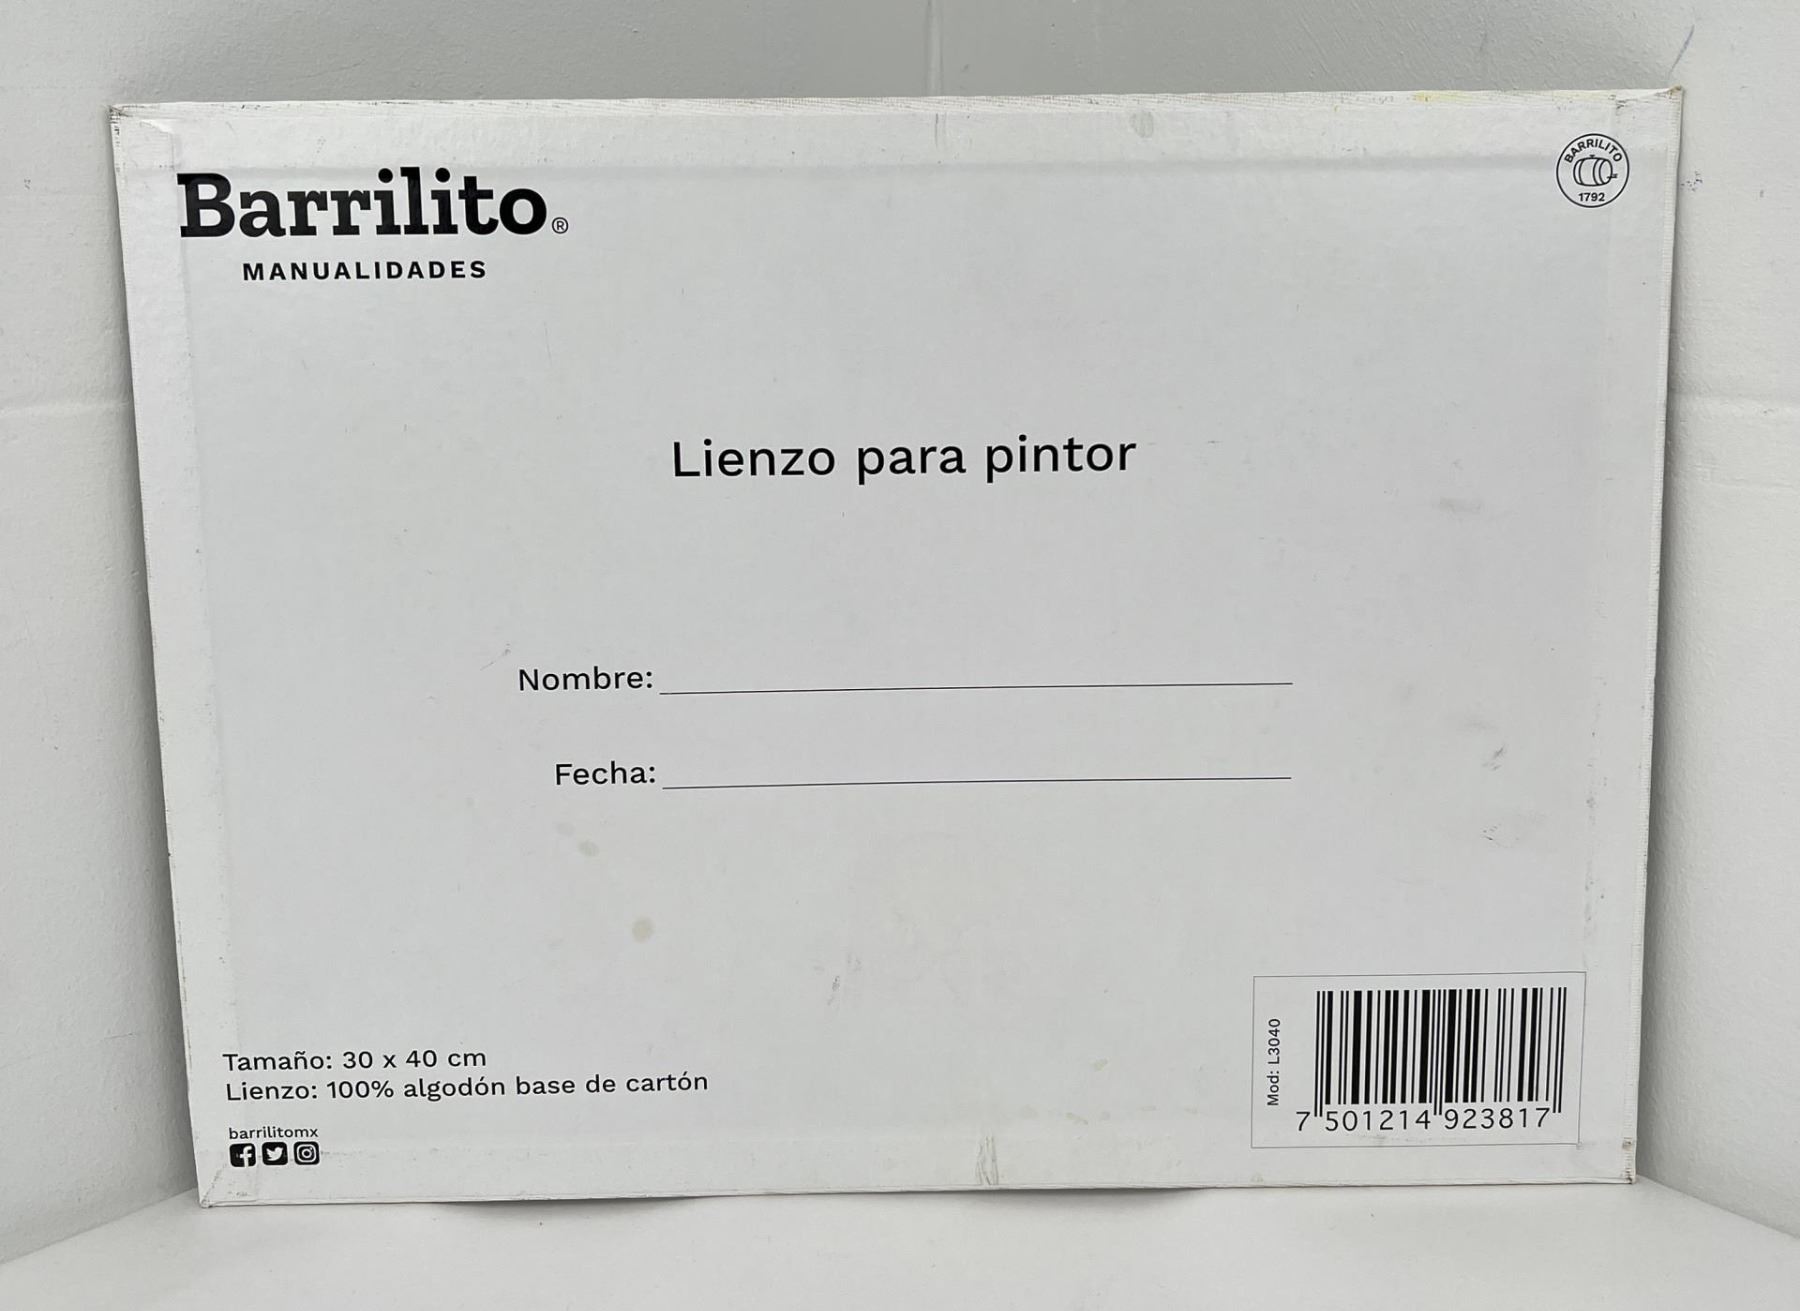 Barrilito®
MANUALIDADES
BARRILITO
1792
Lienzo para pintor
Nombre:
Fecha:
Tamaño: 30 x 40 cm
Lienzo: 100% algodón base de cartón
barrilitomx
Mod: L3040
7 501214 923817